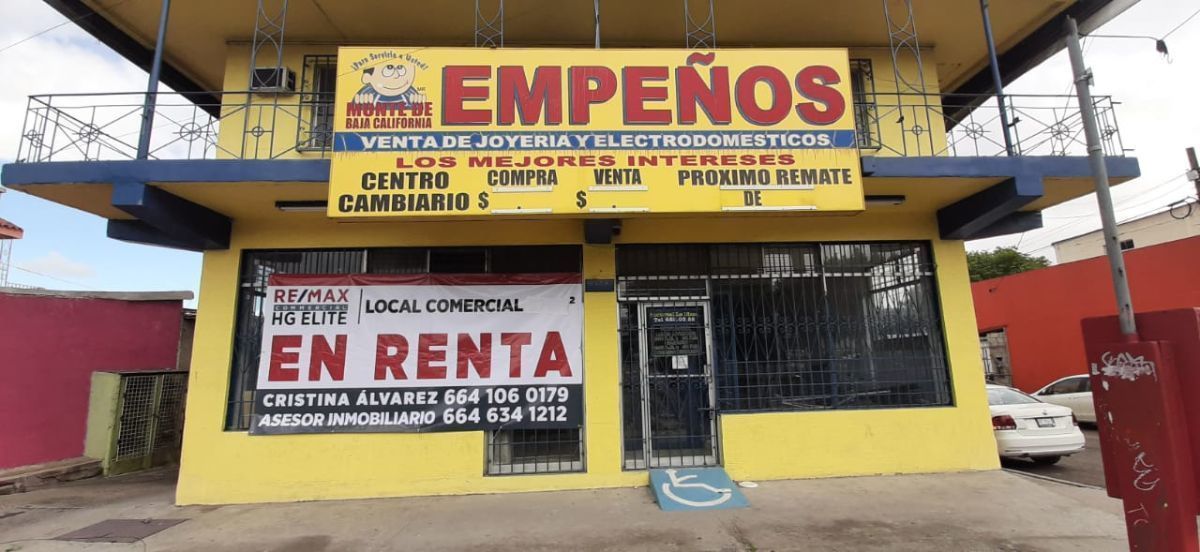 ¡Para Servirle a Usted!
MONTE DE
BAJA CALIFORNIA
EMPEÑOS
VENTA DE JOYERIA Y ELECTRODOMESTICOS
LOS MEJORES INTERESES
CENTRO
CAMBIARIO
COMPRA
$
VENTA
$
PROXIMO REMATE
DE
RE/MAX
COMMERCIAL
HG ELITE
LOCAL COMERCIAL
2
EN RENTA
CRISTINA ÁLVAREZ 664 106 0179
ASESOR INMOBILIARIO 664 634 1212